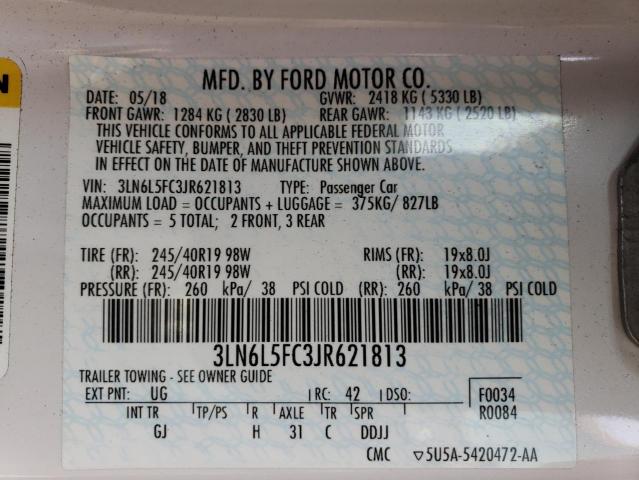 MFD. BY FORD MOTOR CO.
DATE: 05/18 GVWR: 2418 KG ( 5330 LB)
FRONT GAWR: 1284 KG ( 2830 LB) REAR GAWR: 1143 KG ( 2520 LB)
THIS VEHICLE CONFORMS TO ALL APPLICABLE FEDERAL MOTOR
VEHICLE SAFETY, BUMPER, AND THEFT PREVENTION STANDARDS
IN EFFECT ON THE DATE OF MANUFACTURE SHOWN ABOVE.
VIN: 3LN6L5FC3JR621813 TYPE: Passenger Car
MAXIMUM LOAD = OCCUPANTS + LUGGAGE = 375KG/ 827LB
OCCUPANTS = 5 TOTAL; 2 FRONT, 3 REAR
TIRE (FR): 245/40R19 98W RIMS (FR): 19x8.0J
(RR): 245/40R19 98W (RR): 19x8.0J
PRESSURE (FR): 260 kPa/ 38 PSI COLD (RR): 260 kPa/ 38 PSI COLD
3LN6L5FC3JR621813
TRAILER TOWING - SEE OWNER GUIDE
EXT PNT: UG RC: 42 DSO: F0034
INT TR TP/PS R AXLE TR SPR R0084
GJ H 31 C DDJJ
CMC ▽5U5A-5420472-AA